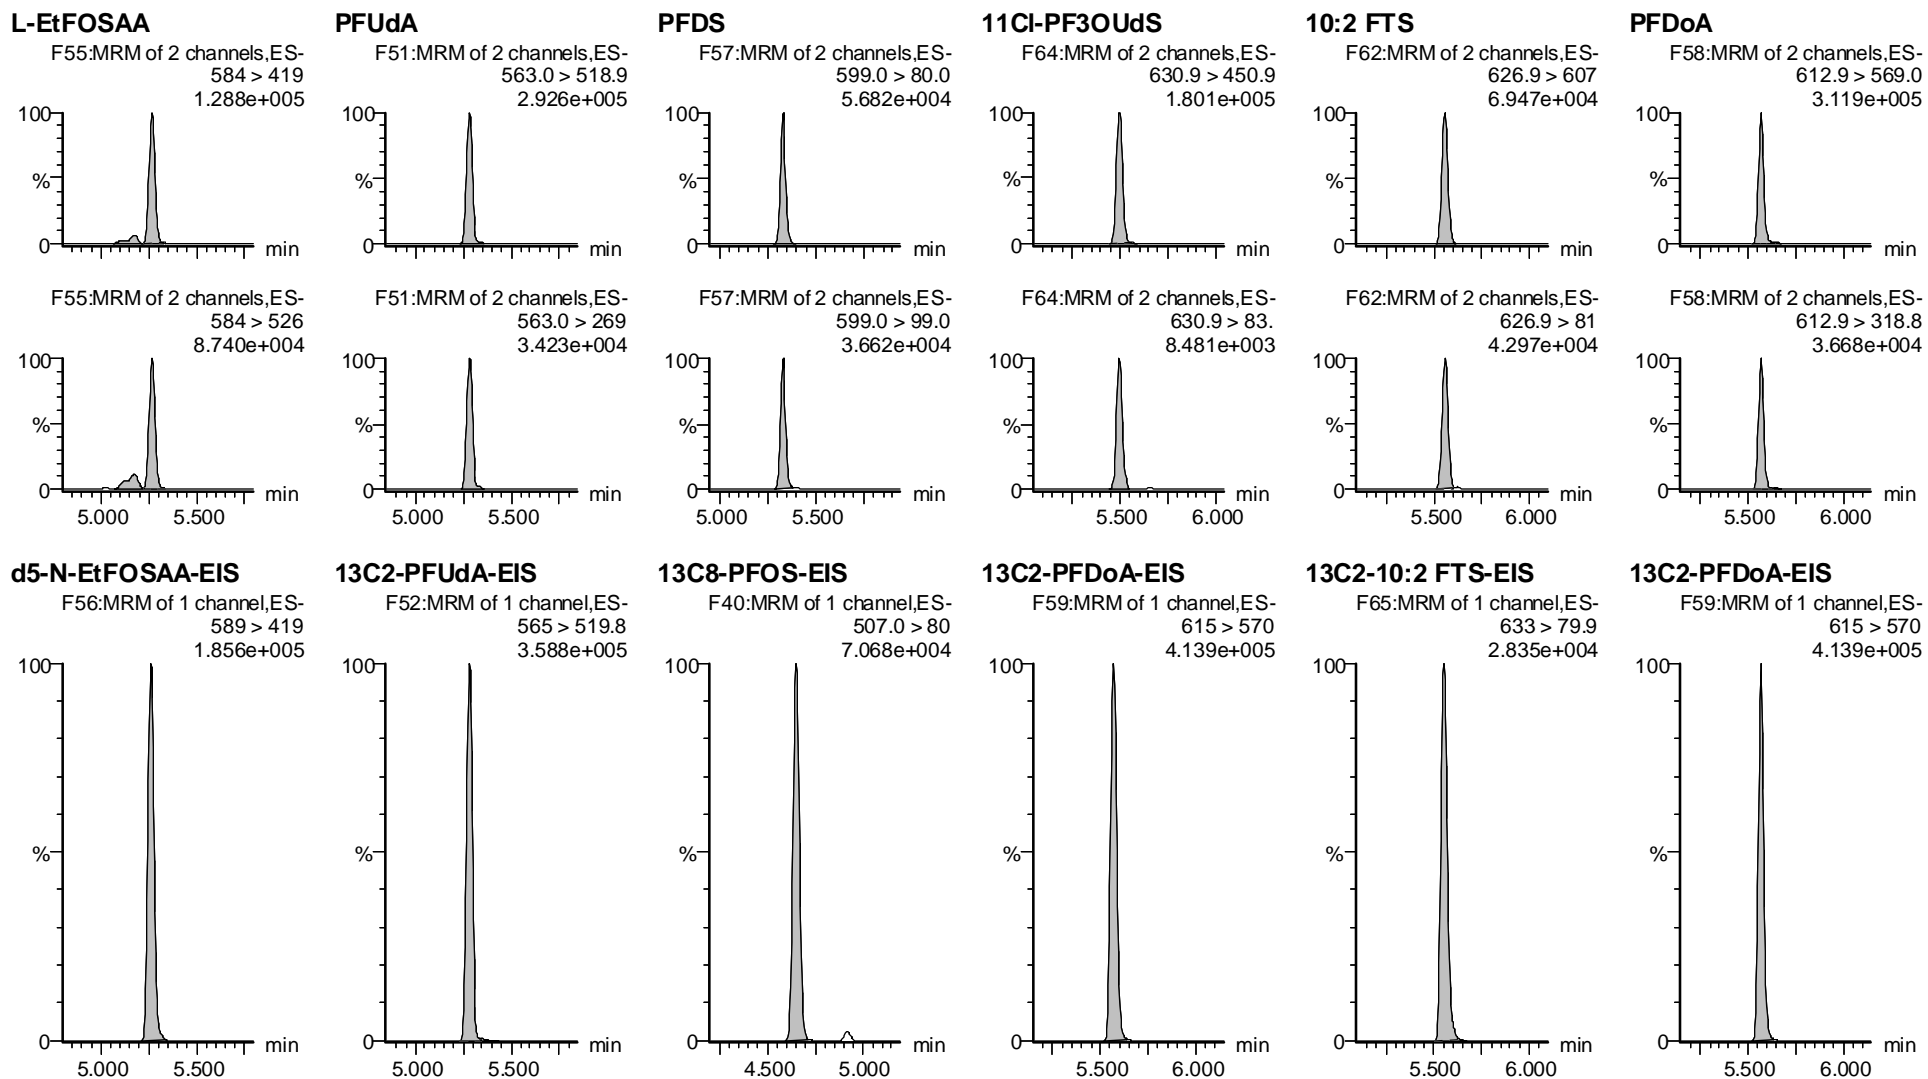 L-EtFOSAA
F55:MRM of 2 channels,ES-
584 > 419
1.288e+005
100
%
0
min
PFUdA
F51:MRM of 2 channels,ES-
563.0 > 518.9
2.926e+005
100
%
0
min
PFDS
F57:MRM of 2 channels,ES-
599.0 > 80.0
5.682e+004
100
%
0
min
11Cl-PF3OUdS
F64:MRM of 2 channels,ES-
630.9 > 450.9
1.801e+005
100
%
0
min
10:2 FTS
F62:MRM of 2 channels,ES-
626.9 > 607
6.947e+004
100
%
0
min
PFDoA
F58:MRM of 2 channels,ES-
612.9 > 569.0
3.119e+005
100
%
0
min
F55:MRM of 2 channels,ES-
584 > 526
8.740e+004
100
%
0
min
5.000 5.500
F51:MRM of 2 channels,ES-
563.0 > 269
3.423e+004
100
%
0
min
5.000 5.500
F57:MRM of 2 channels,ES-
599.0 > 99.0
3.662e+004
100
%
0
min
5.000 5.500
F64:MRM of 2 channels,ES-
630.9 > 83.
8.481e+003
100
%
0
min
5.500 6.000
F62:MRM of 2 channels,ES-
626.9 > 81
4.297e+004
100
%
0
min
5.500 6.000
F58:MRM of 2 channels,ES-
612.9 > 318.8
3.668e+004
100
%
0
min
5.500 6.000
d5-N-EtFOSAA-EIS
F56:MRM of 1 channel,ES-
589 > 419
1.856e+005
100
%
0
min
5.000 5.500
13C2-PFUdA-EIS
F52:MRM of 1 channel,ES-
565 > 519.8
3.588e+005
100
%
0
min
5.000 5.500
13C8-PFOS-EIS
F40:MRM of 1 channel,ES-
507.0 > 80
7.068e+004
100
%
0
min
4.500 5.000
13C2-PFDoA-EIS
F59:MRM of 1 channel,ES-
615 > 570
4.139e+005
100
%
0
min
5.500 6.000
13C2-10:2 FTS-EIS
F65:MRM of 1 channel,ES-
633 > 79.9
2.835e+004
100
%
0
min
5.500 6.000
13C2-PFDoA-EIS
F59:MRM of 1 channel,ES-
615 > 570
4.139e+005
100
%
0
min
5.500 6.000